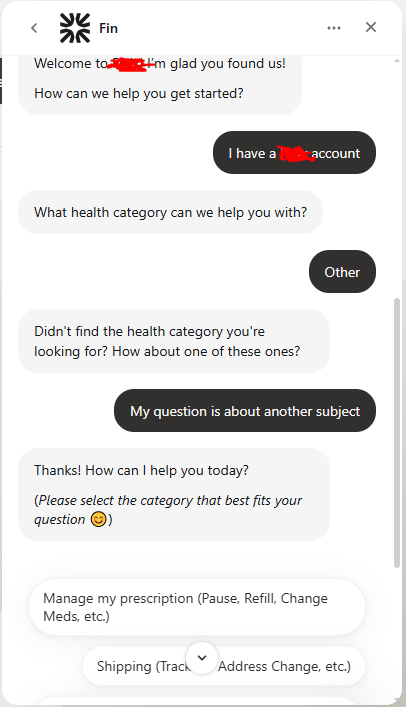 Fin
Welcome to I'm glad you found us!
How can we help you get started?
I have a account
What health category can we help you with?
Other
Didn't find the health category you're
looking for? How about one of these ones?
My question is about another subject
Thanks! How can I help you today?
(Please select the category that best fits your
question 😊)
Manage my prescription (Pause, Refill, Change
Meds, etc.)
Shipping (Track Address Change, etc.)